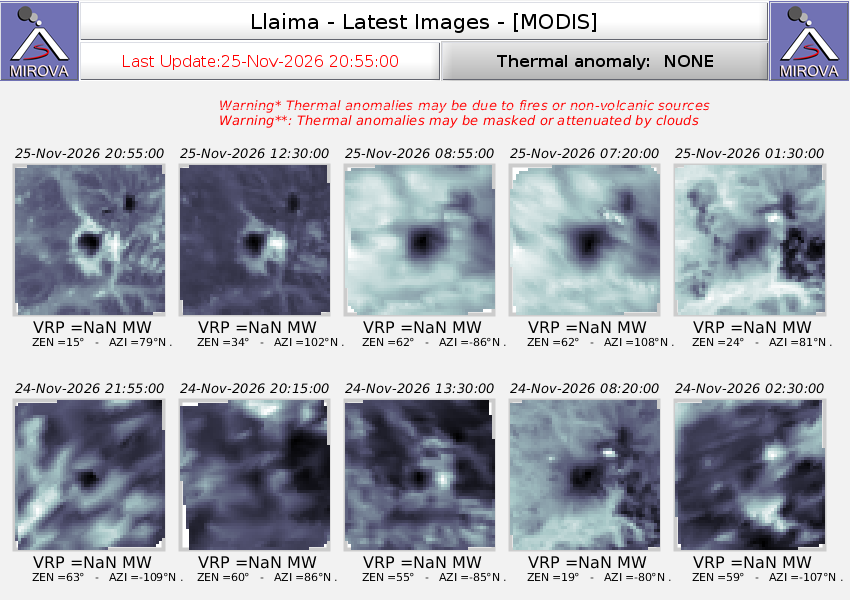 Llaima - Latest Images - [MODIS]
MIROVA
Last Update:25-Nov-2026 20:55:00
Thermal anomaly: NONE
MIROVA
Warning* Thermal anomalies may be due to fires or non-volcanic sources
Warning**: Thermal anomalies may be masked or attenuated by clouds
25-Nov-2026 20:55:00
25-Nov-2026 12:30:00
25-Nov-2026 08:55:00
25-Nov-2026 07:20:00
25-Nov-2026 01:30:00
VRP =NaN MW
VRP =NaN MW
VRP =NaN MW
VRP =NaN MW
VRP =NaN MW
ZEN =15° - AZI =79°N .
ZEN =34° - AZI =102°N .
ZEN =62° - AZI =-86°N .
ZEN =62° - AZI =108°N .
ZEN =24° - AZI =81°N .
24-Nov-2026 21:55:00
24-Nov-2026 20:15:00
24-Nov-2026 13:30:00
24-Nov-2026 08:20:00
24-Nov-2026 02:30:00
VRP =NaN MW
VRP =NaN MW
VRP =NaN MW
VRP =NaN MW
VRP =NaN MW
ZEN =63° - AZI =-109°N .
ZEN =60° - AZI =86°N .
ZEN =55° - AZI =-85°N .
ZEN =19° - AZI =-80°N .
ZEN =59° - AZI =-107°N .